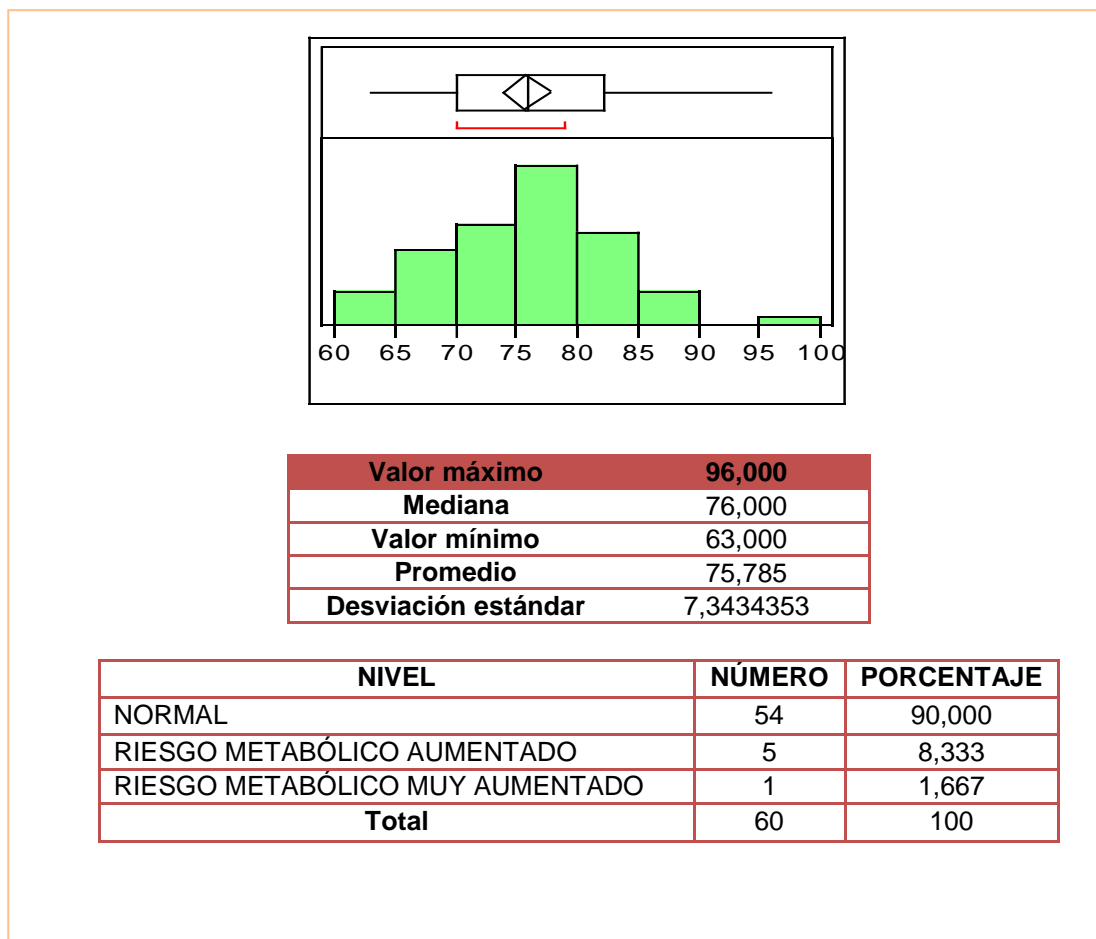 60 65 70 75 80 85 90 95 100
Valor máximo 96,000
Mediana 76,000
Valor mínimo 63,000
Promedio 75,785
Desviación estándar 7,3434353
NIVEL NÚMERO PORCENTAJE
NORMAL 54 90,000
RIESGO METABÓLICO AUMENTADO 5 8,333
RIESGO METABÓLICO MUY AUMENTADO 1 1,667
Total 60 100